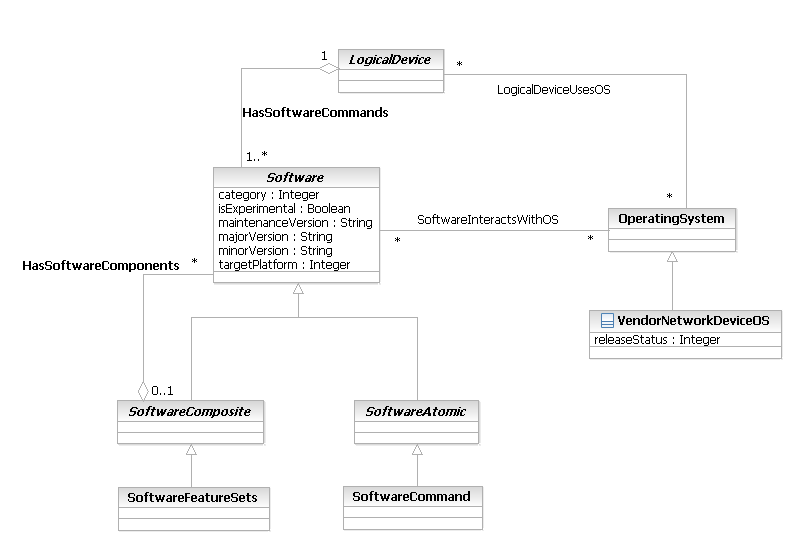 1
LogicalDevice
*
LogicalDeviceUsesOS
HasSoftwareCommands
1..*
Software
category : Integer
isExperimental : Boolean
maintenanceVersion : String
majorVersion : String
minorVersion : String
targetPlatform : Integer
*
SoftwareInteractsWithOS
*
*
OperatingSystem
HasSoftwareComponents
*
VendorNetworkDeviceOS
releaseStatus : Integer
0..1
SoftwareComposite
SoftwareAtomic
SoftwareFeatureSets
SoftwareCommand